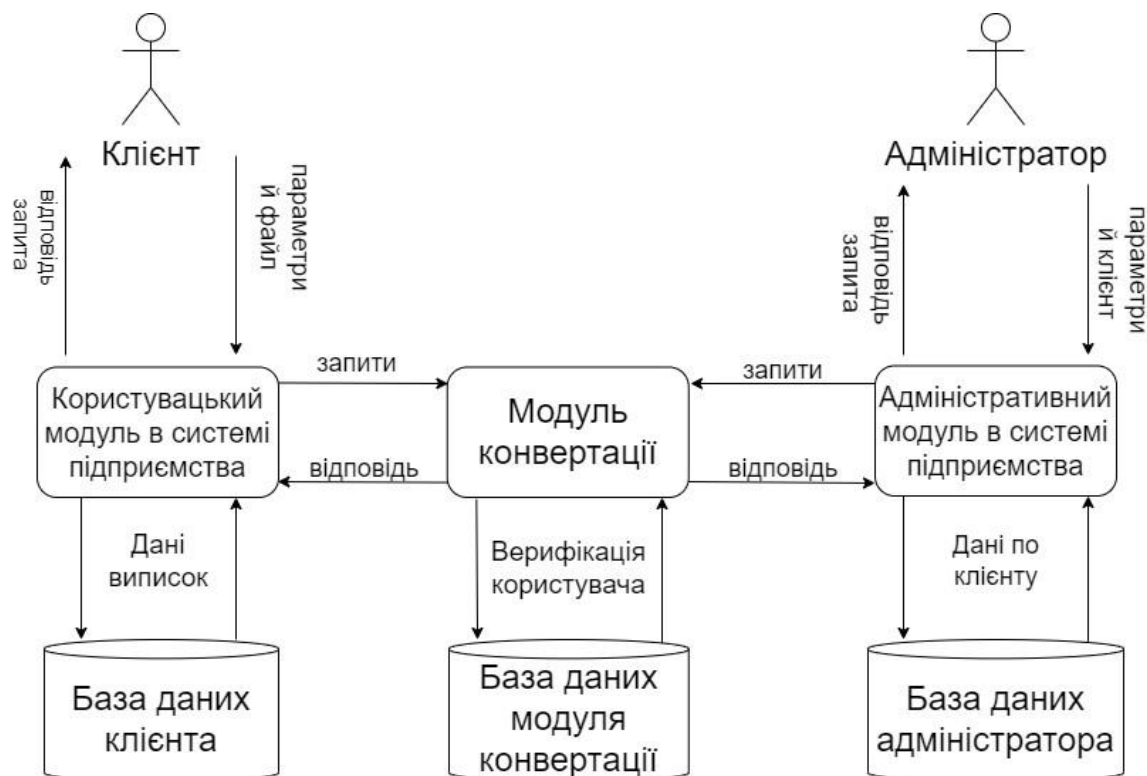 Клієнт
Адміністратор
відповідь
запита
параметри
й файл
відповідь
запита
параметри
й клієнт
Користувацький
модуль в системі
підприємства
запити
відповідь
Модуль
конвертації
запити
відповідь
Адміністративний
модуль в системі
підприємства
Дані
виписок
Верифікація
користувача
Дані по
клієнту
База даних
клієнта
База даних
модуля
конвертації
База даних
адміністратора